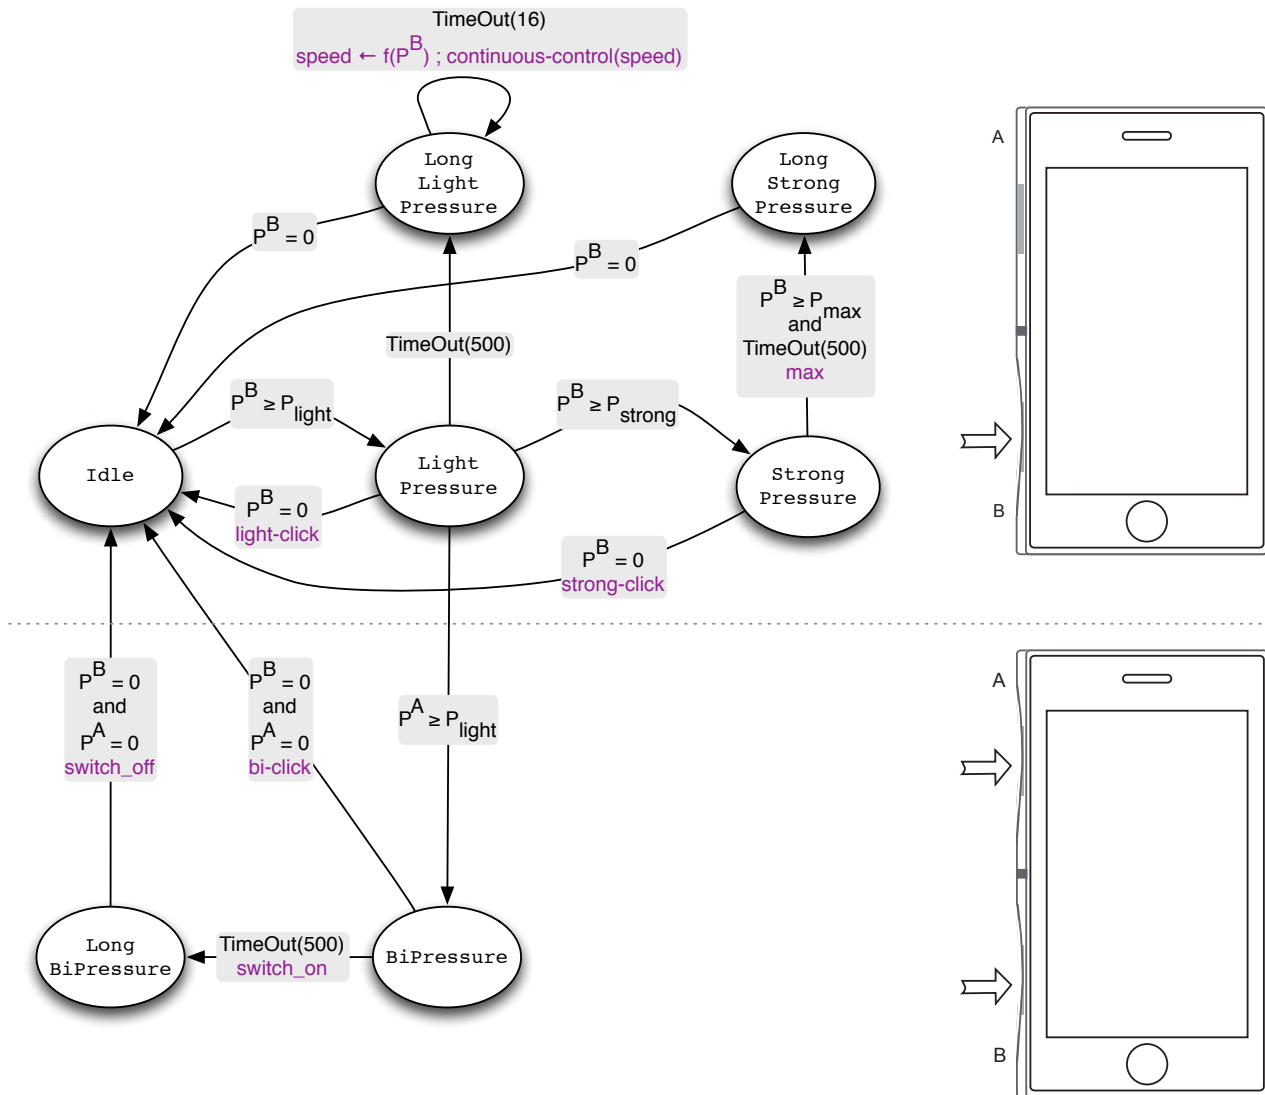 TimeOut(16)
speed ← f(P^B) ; continuous-control(speed)
Long
Light
Pressure
Long
Strong
Pressure
A
P^B = 0
P^B = 0
P^B ≥ P_max
and
TimeOut(500)
max
TimeOut(500)
P^B ≥ P_light
P^B ≥ P_strong
Idle
Light
Pressure
Strong
Pressure
P^B = 0
light-click
B
P^B = 0
strong-click
P^B = 0
and
P^A = 0
switch_off
P^B = 0
and
P^A = 0
bi-click
P^A ≥ P_light
A
Long
BiPressure
TimeOut(500)
switch_on
BiPressure
B